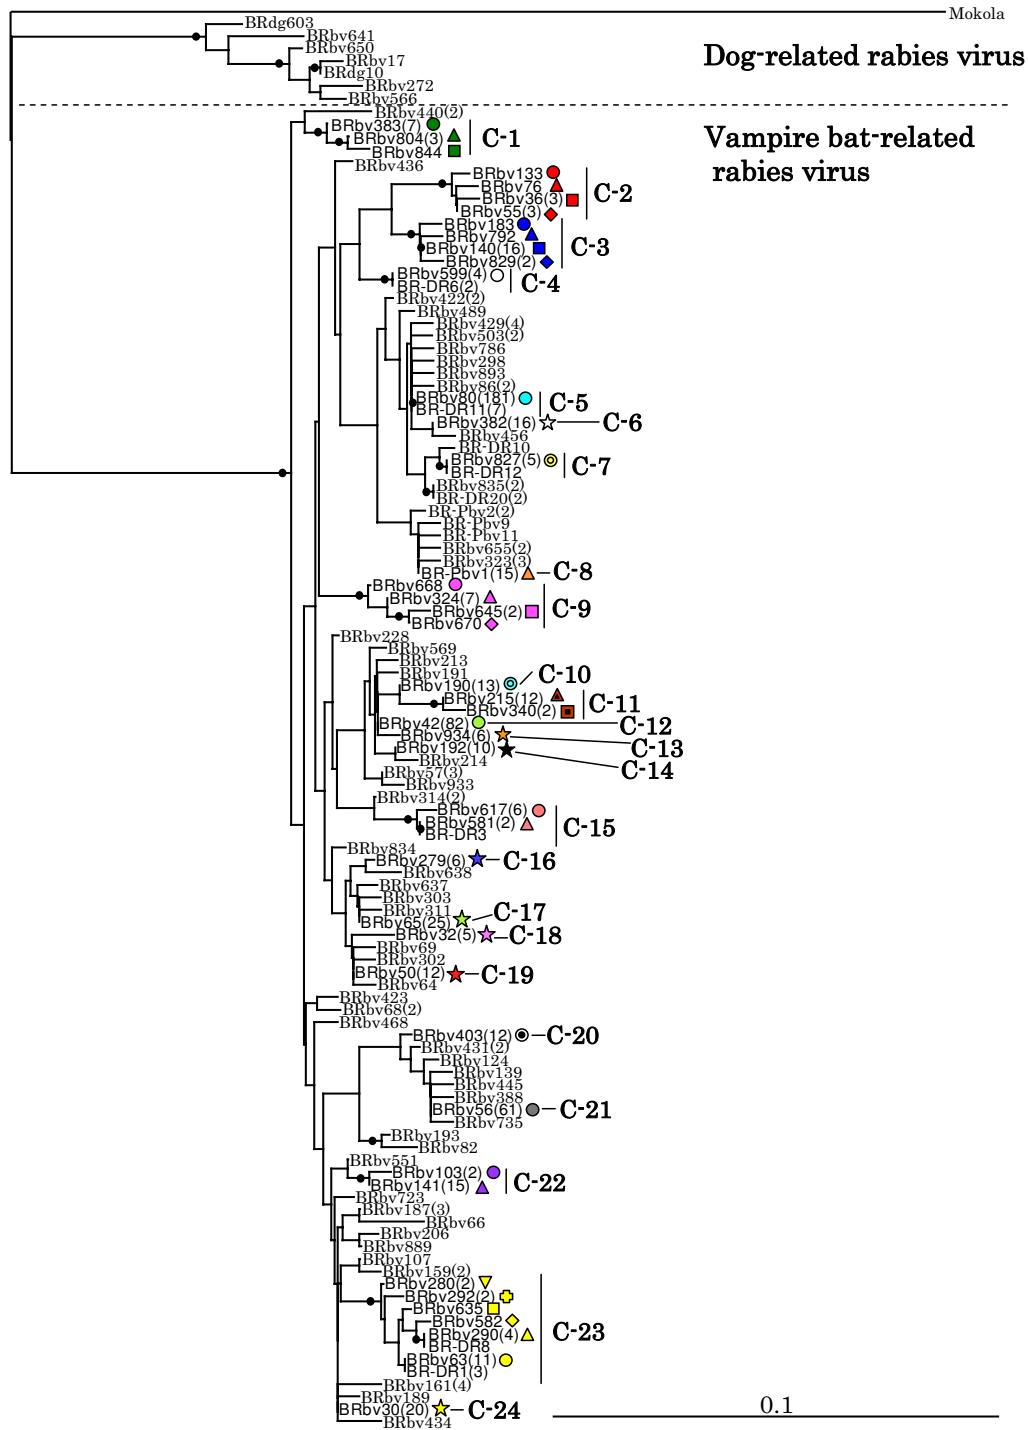 Mokola
BRdg603
BRbv641
BRbv650
BRbv17
BRdg10
BRbv272
BRbv566
Dog-related rabies virus
Vampire bat-related
rabies virus
BRbv440(2)
BRbv383(7)
BRbv804(3)
BRbv844
C-1
BRbv436
BRbv133
BRbv76
BRbv36(3)
BRbv55(3)
C-2
BRbv183
BRbv792
BRbv140(16)
BRbv829(2)
C-3
BRbv599(4)
BR-DR6(2)
C-4
BRbv422(2)
BRbv489
BRbv429(4)
BRbv503(2)
BRbv786
BRbv298
BRbv893
BRbv86(2)
BRbv80(181)
BR-DR11(7)
C-5
BRbv382(16)
C-6
BRbv456
BR-DR10
BRbv827(5)
BR-DR12
C-7
BRbv835(2)
BR-DR20(2)
BR-Pbv2(2)
BR-Pbv9
BR-Pbv11
BRbv655(2)
BRbv323(3)
BR-Pbv1(15)
C-8
BRbv668
BRbv324(7)
BRbv645(2)
BRbv670
C-9
BRbv228
BRbv569
BRbv213
BRbv191
BRbv190(13)
C-10
BRbv215(12)
BRbv340(2)
C-11
BRbv42(82)
C-12
BRbv934(6)
C-13
BRbv192(10)
C-14
BRbv214
BRbv57(3)
BRbv933
BRbv314(2)
BRbv617(6)
BRbv581(2)
BR-DR3
C-15
BRbv834
BRbv279(6)
C-16
BRbv638
BRbv637
BRbv303
BRbv311
BRbv65(25)
C-17
BRbv32(5)
C-18
BRbv69
BRbv302
BRbv50(12)
C-19
BRbv64
BRbv423
BRbv68(2)
BRbv468
BRbv403(12)
C-20
BRbv431(2)
BRbv124
BRbv139
BRbv445
BRbv388
BRbv56(61)
C-21
BRbv735
BRbv193
BRbv82
BRbv551
BRbv103(2)
BRbv141(15)
C-22
BRbv723
BRbv187(3)
BRbv66
BRbv206
BRbv889
BRbv107
BRbv159(2)
BRbv280(2)
BRbv292(2)
BRbv635
BRbv582
BRbv290(4)
BR-DR8
BRbv63(11)
BR-DR1(3)
C-23
BRbv161(4)
BRbv189
BRbv30(20)
C-24
BRbv434
0.1